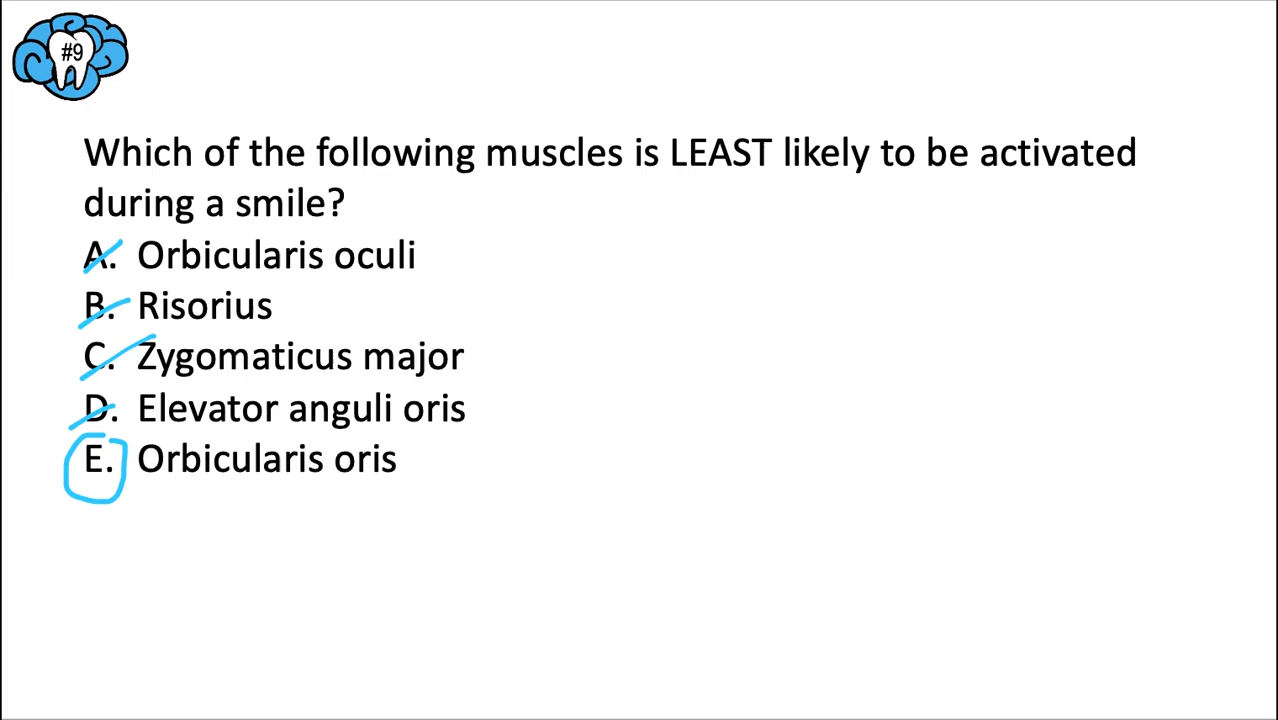 #9
Which of the following muscles is LEAST likely to be activated
during a smile?
A. Orbicularis oculi
B. Risorius
C. Zygomaticus major
D. Elevator anguli oris
E. Orbicularis oris